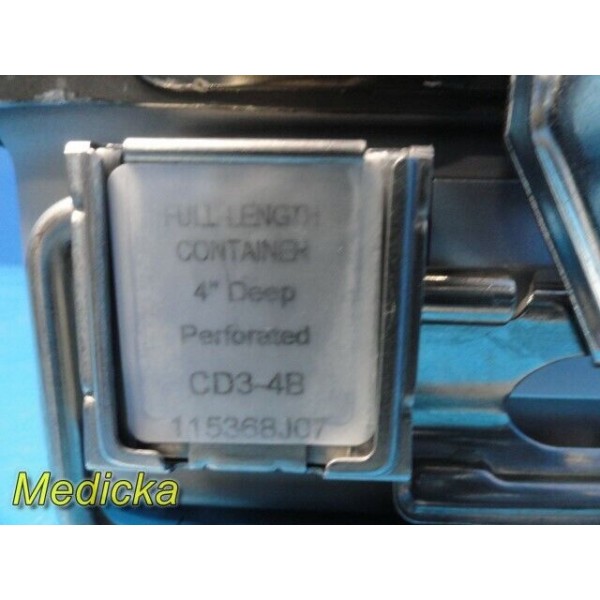 FULL LENGTH
CONTAINER
4" Deep
Perforated
CD3-4B
115368J07
Medicka